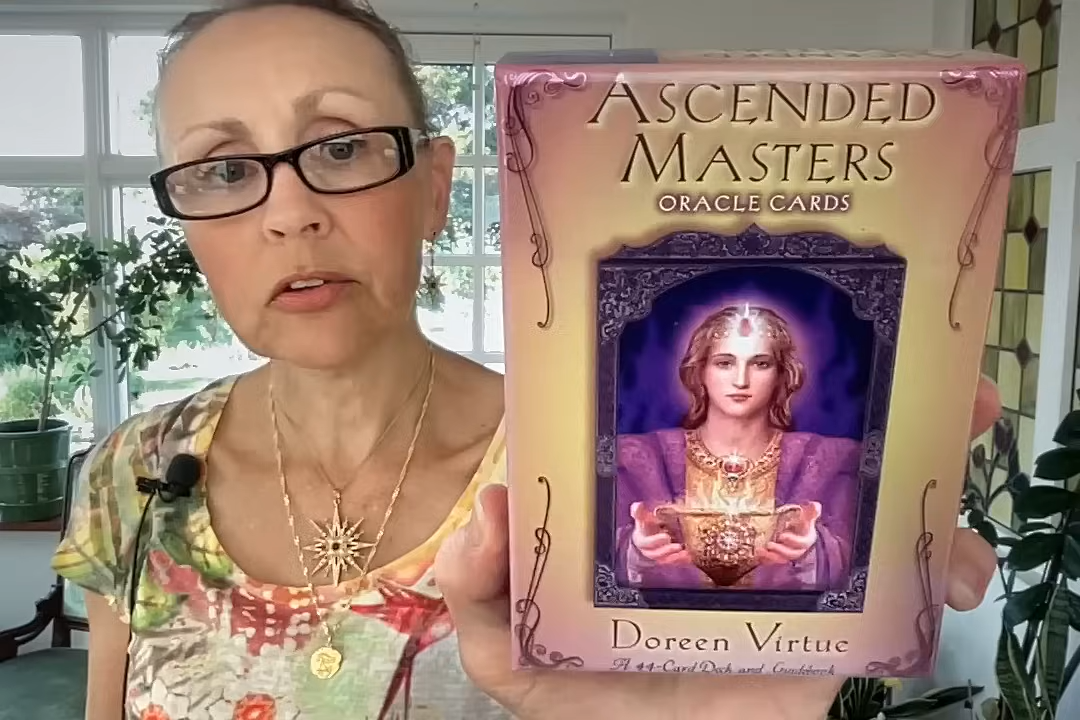 ASCENDED
MASTERS
ORACLE CARDS
Doreen Virtue
A 44-Card Deck and Guidebook